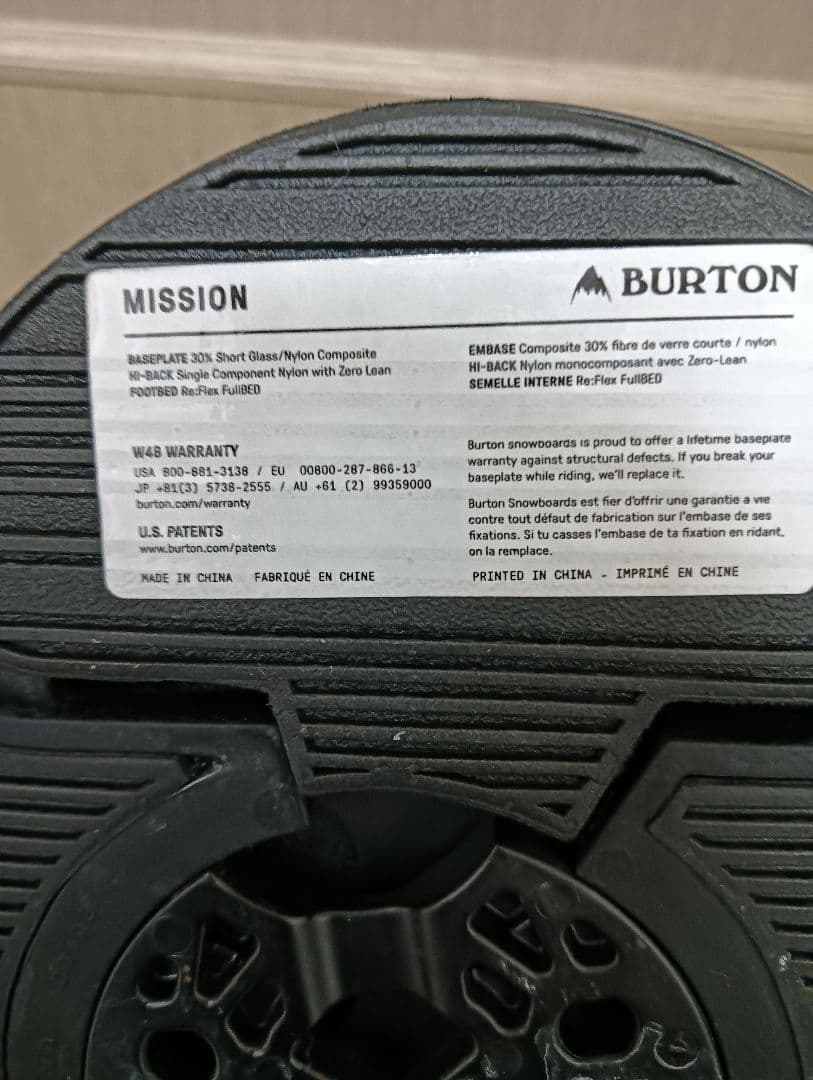 MISSION
BURTON
BASEPLATE 30% Short Glass/Nylon Composite
HI-BACK Single Component Nylon with Zero Lean
FOOTBED Re:Flex FullBED
EMBASE Composite 30% fibre de verre courte / nylon
HI-BACK Nylon monocomposant avec Zero-Lean
SEMELLE INTERNE Re:Flex FullBED
W48 WARRANTY
USA 800-881-3138 / EU 00800-287-866-13
JP +81(3) 5738-2555 / AU +61 (2) 99359000
burton.com/warranty
U.S. PATENTS
www.burton.com/patents
MADE IN CHINA FABRIQUÉ EN CHINE
Burton snowboards is proud to offer a lifetime baseplate
warranty against structural defects. If you break your
baseplate while riding, we'll replace it.
Burton Snowboards est fier d'offrir une garantie a vie
contre tout défaut de fabrication sur l'embase de ses
fixations. Si tu casses l'embase de ta fixation en ridant,
on la remplace.
PRINTED IN CHINA - IMPRIMÉ EN CHINE